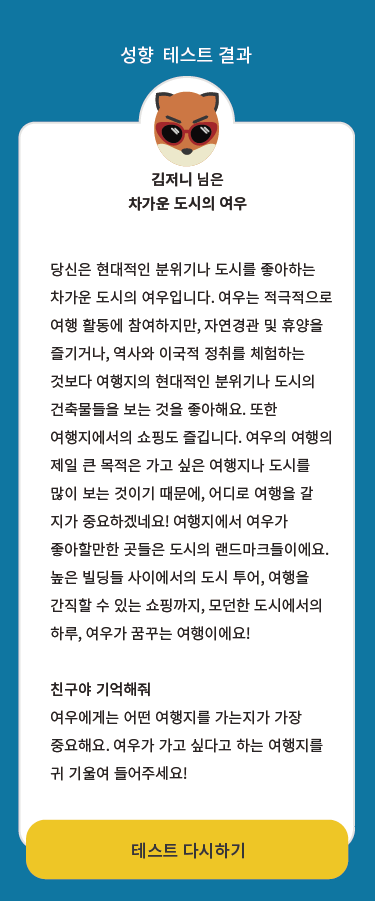 성향 테스트 결과
김저니 님은
차가운 도시의 여우
당신은 현대적인 분위기나 도시를 좋아하는
차가운 도시의 여우입니다. 여우는 적극적으로
여행 활동에 참여하지만, 자연경관 및 휴양을
즐기거나, 역사와 이국적 정취를 체험하는
것보다 여행지의 현대적인 분위기나 도시의
건축물들을 보는 것을 좋아해요. 또한
여행지에서의 쇼핑도 즐깁니다. 여우의 여행의
제일 큰 목적은 가고 싶은 여행지나 도시를
많이 보는 것이기 때문에, 어디로 여행을 갈
지가 중요하겠네요! 여행지에서 여우가
좋아할만한 곳들은 도시의 랜드마크들이에요.
높은 빌딩들 사이에서의 도시 투어, 여행을
간직할 수 있는 쇼핑까지, 모던한 도시에서의
하루, 여우가 꿈꾸는 여행이에요!
친구야 기억해줘
여우에게는 어떤 여행지를 가는지가 가장
중요해요. 여우가 가고 싶다고 하는 여행지를
귀 기울여 들어주세요!
테스트 다시하기